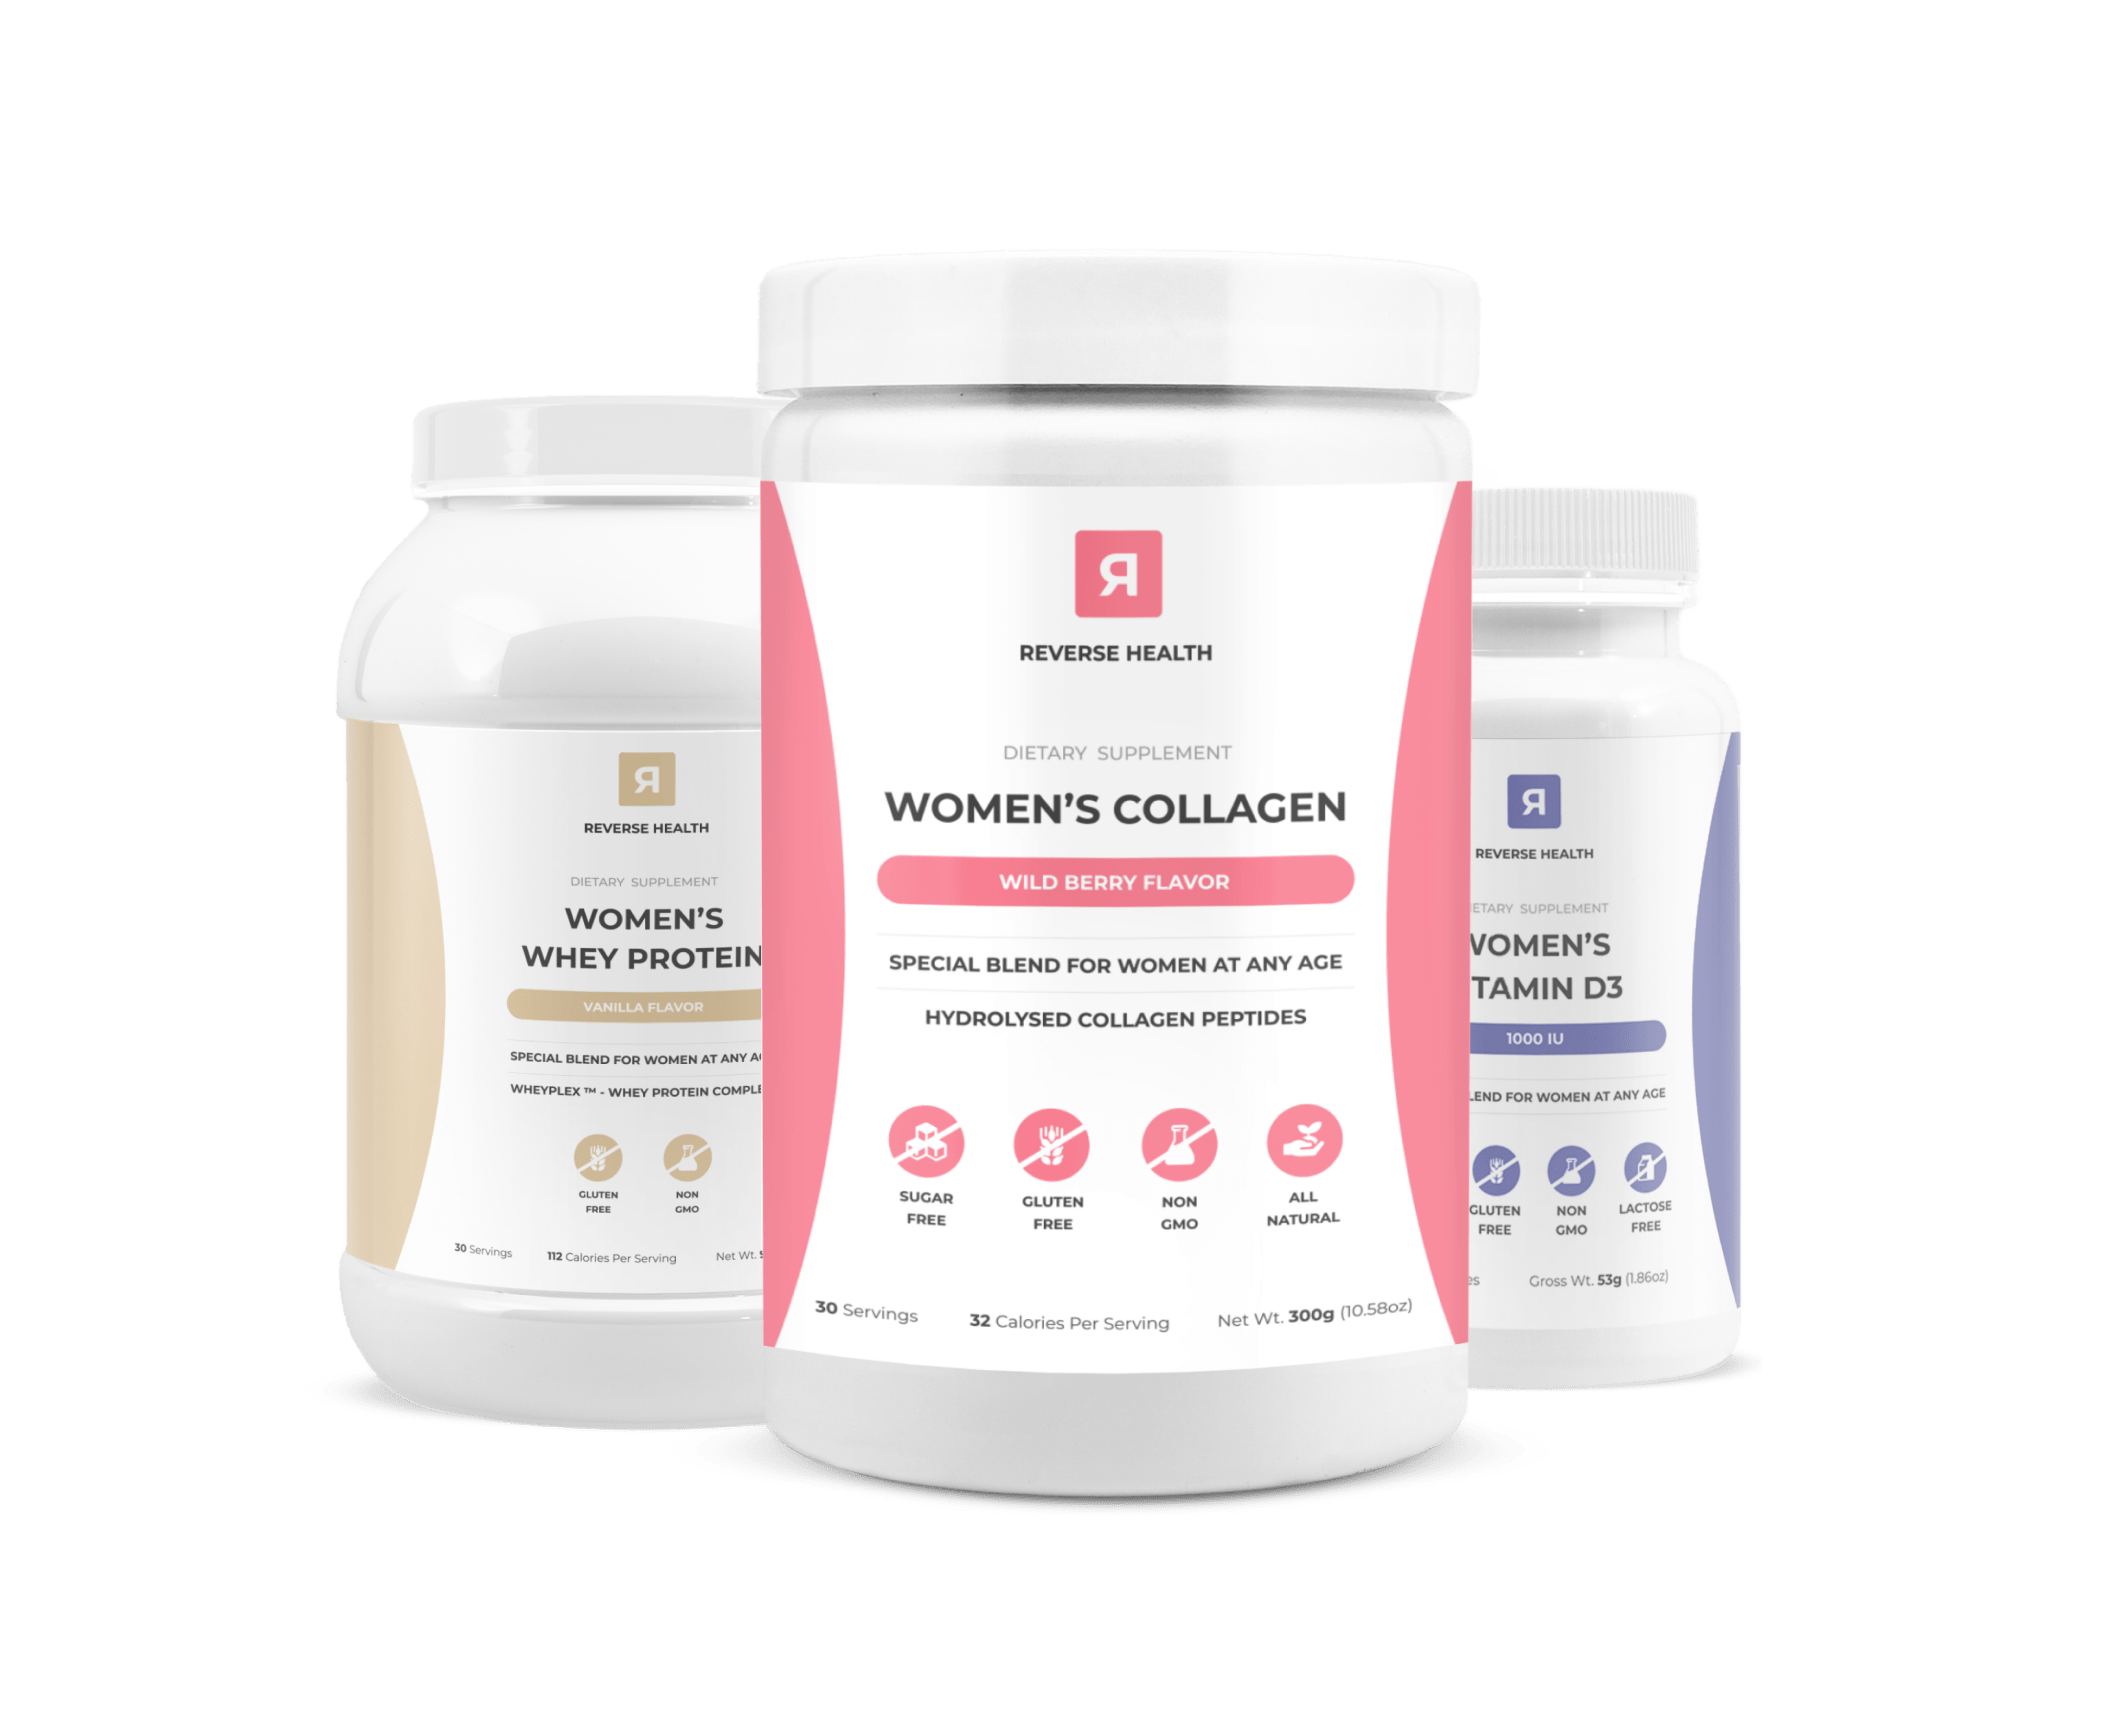 Я
REVERSE HEALTH
DIETARY SUPPLEMENT
WOMEN'S
WHEY PROTEIN
VANILLA FLAVOR
SPECIAL BLEND FOR WOMEN AT ANY
WHEYPLEX ™ - WHEY PROTEIN
GLUTEN
FREE
NON
GMO
30 Servings
112 Calories Per Serving
Net Wt.
Я
REVERSE HEALTH
DIETARY SUPPLEMENT
WOMEN'S COLLAGEN
WILD BERRY FLAVOR
SPECIAL BLEND FOR WOMEN AT ANY AGE
HYDROLYSED COLLAGEN PEPTIDES
SUGAR
FREE
GLUTEN
FREE
NON
GMO
ALL
NATURAL
30 Servings
32 Calories Per Serving
Net Wt. 300g (10.58oz)
Я
REVERSE HEALTH
SUPPLEMENT
WOMEN'S
TAMIN D3
1000 IU
LEND FOR WOMEN AT ANY AGE
GLUTEN
FREE
NON
GMO
LACTOSE
FREE
Gross Wt. 53g (1.86oz)